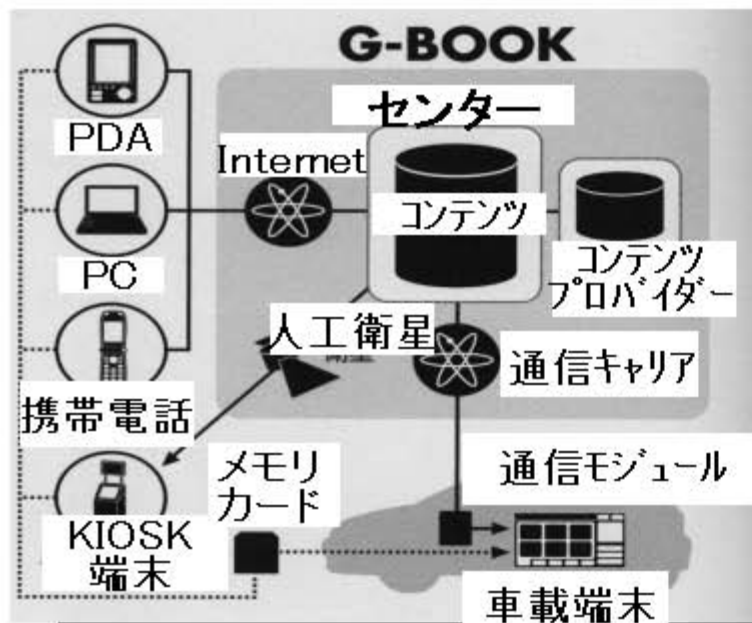 G-BOOK
センター
PDA
Internet
コンテンツ
PC
コンテンツ
プロバイダー
人工衛星
通信キャリア
携帯電話
メモリ
カード
通信モジュール
KIOSK
端末
車載端末